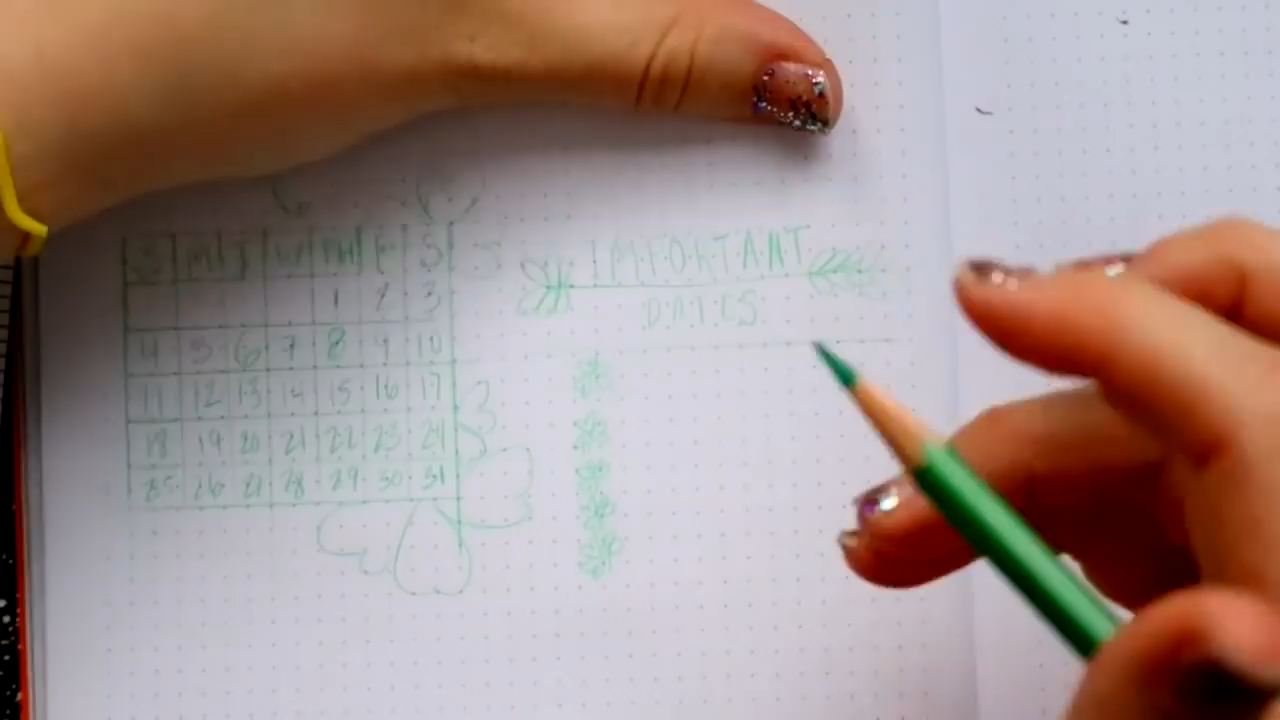 S M T W TH F S
1 2 3
4 5 6 7 8 9 10
11 12 13 14 15 16 17
18 19 20 21 22 23 24
25 26 27 28 29 30 31
IMPORTANT
DATES